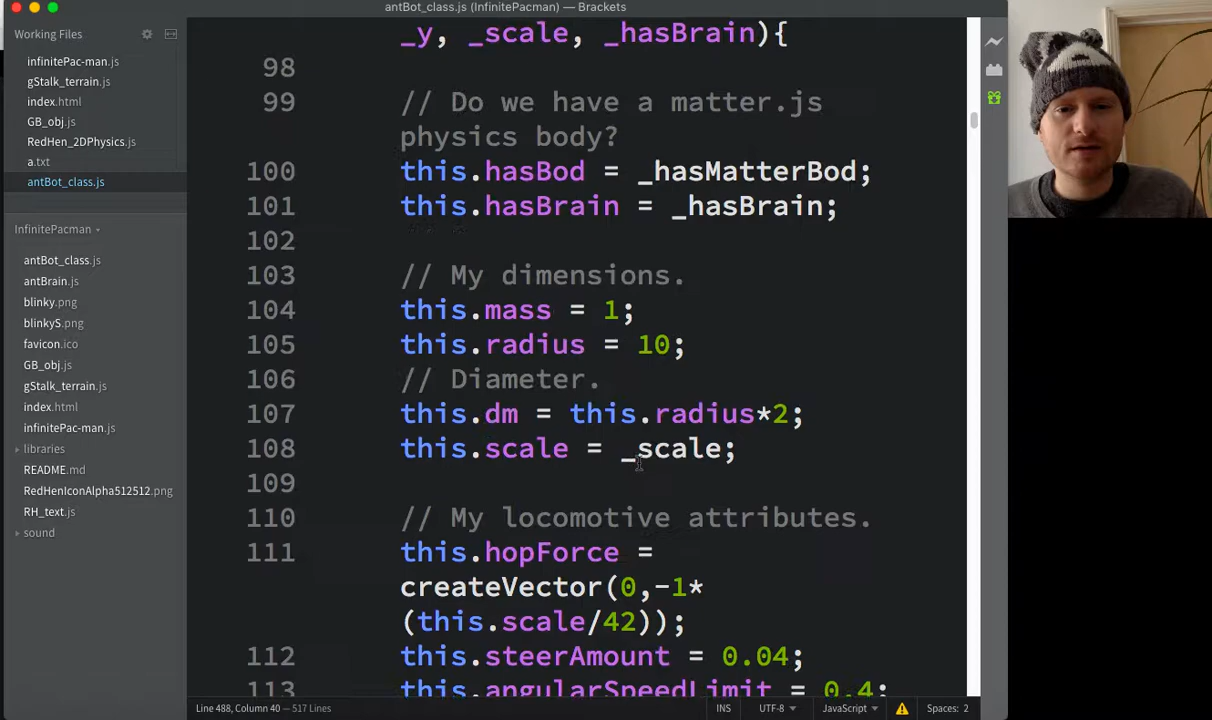 antBot_class.js (InfinitePacman) — Brackets
Working Files
infinitePac-man.js
gStalk_terrain.js
index.html
GB_obj.js
RedHen_2DPhysics.js
a.txt
antBot_class.js
InfinitePacman
antBot_class.js
antBrain.js
blinky.png
blinkyS.png
favicon.ico
GB_obj.js
gStalk_terrain.js
index.html
infinitePac-man.js
libraries
README.md
RedHenIconAlpha512512.png
RH_text.js
sound
_y, _scale, _hasBrain){
98
99 // Do we have a matter.js
physics body?
100 this.hasBod = _hasMatterBod;
101 this.hasBrain = _hasBrain;
102
103 // My dimensions.
104 this.mass = 1;
105 this.radius = 10;
106 // Diameter.
107 this.dm = this.radius*2;
108 this.scale = _scale;
109
110 // My locomotive attributes.
111 this.hopForce =
createVector(0,-1*
(this.scale/42));
112 this.steerAmount = 0.04;
113 this.angularSpeedLimit = 0.4;
Line 488, Column 40 — 517 Lines
INS UTF-8 JavaScript Spaces: 2